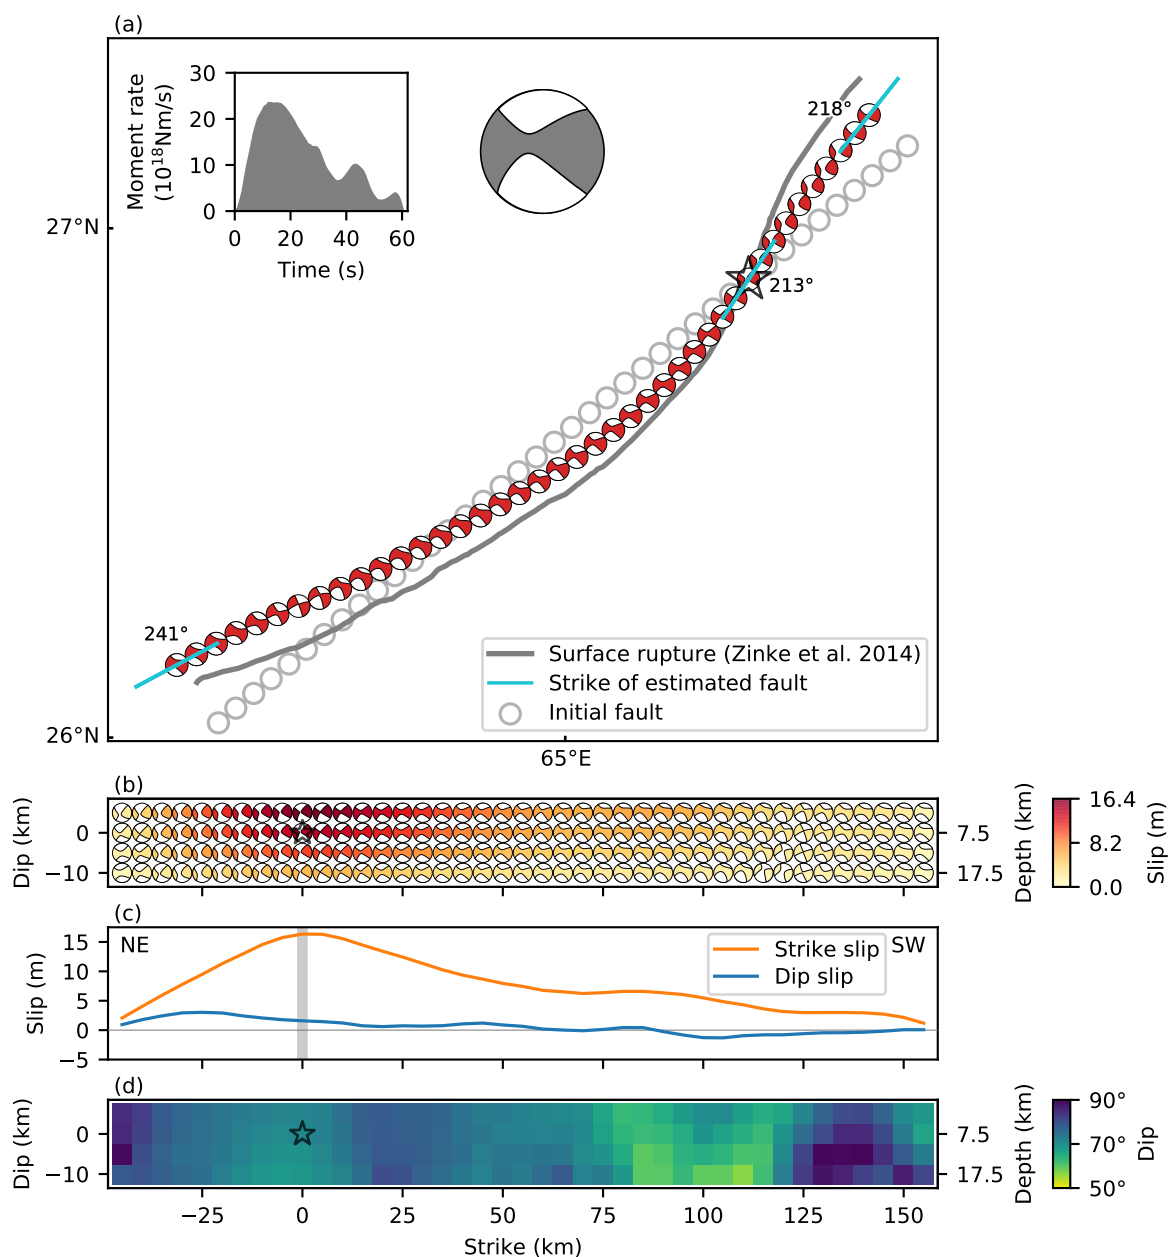 (a)
30
20
10
0
Moment rate
(10¹⁸Nm/s)
0 20 40 60
Time (s)
218°
213°
241°
27°N
26°N
65°E
Surface rupture (Zinke et al. 2014)
Strike of estimated fault
Initial fault
(b)
Dip (km)
0
−10
7.5
17.5
Depth (km)
16.4
8.2
0.0
Slip (m)
(c)
NE
SW
Slip (m)
15
10
5
0
−5
Strike slip
Dip slip
(d)
Dip (km)
0
−10
7.5
17.5
Depth (km)
90°
70°
50°
Dip
−25 0 25 50 75 100 125 150
Strike (km)